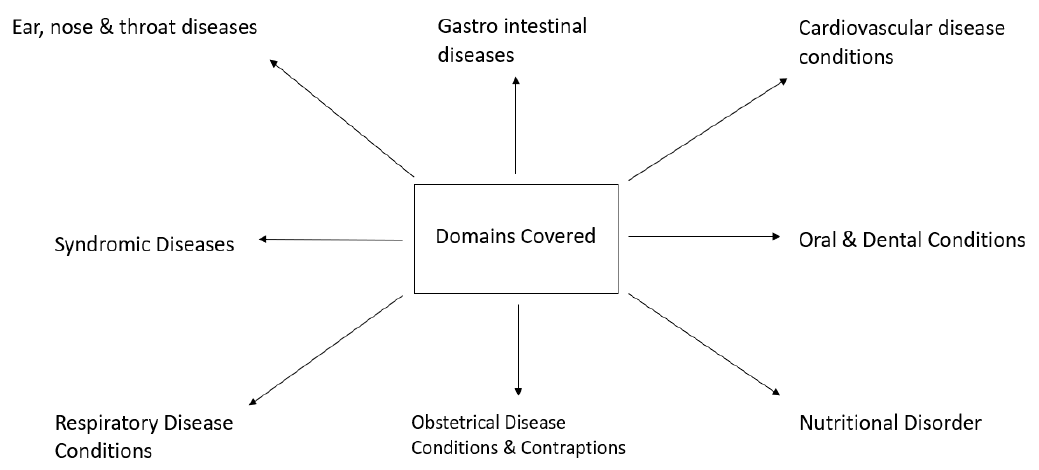 Ear, nose & throat diseases
Gastro intestinal
diseases
Cardiovascular disease
conditions
Syndromic Diseases
Domains Covered
Oral & Dental Conditions
Respiratory Disease
Conditions
Obstetrical Disease
Conditions & Contraptions
Nutritional Disorder